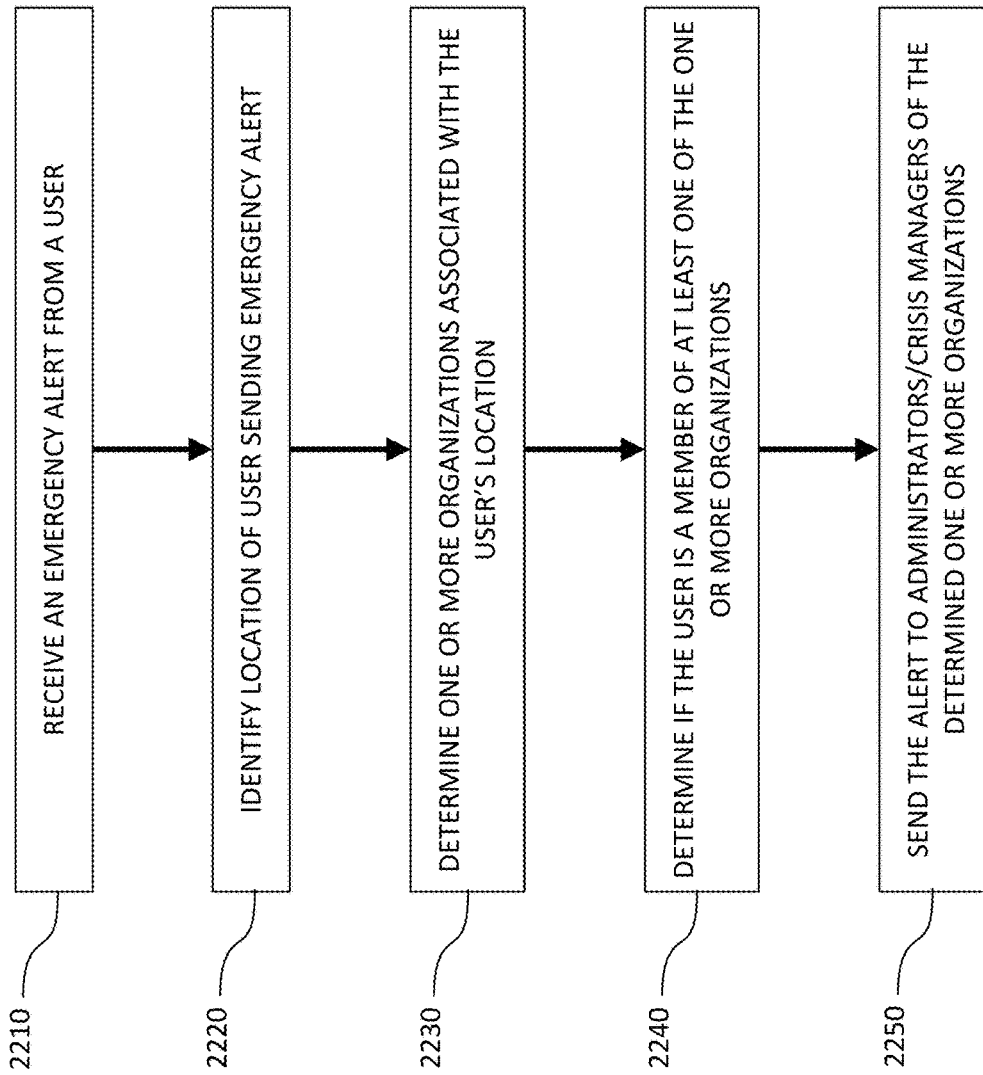 2210
RECEIVE AN EMERGENCY ALERT FROM A USER
2220
IDENTIFY LOCATION OF USER SENDING EMERGENCY ALERT
2230
DETERMINE ONE OR MORE ORGANIZATIONS ASSOCIATED WITH THE
USER'S LOCATION
2240
DETERMINE IF THE USER IS A MEMBER OF AT LEAST ONE OF THE ONE
OR MORE ORGANIZATIONS
2250
SEND THE ALERT TO ADMINISTRATORS/CRISIS MANAGERS OF THE
DETERMINED ONE OR MORE ORGANIZATIONS